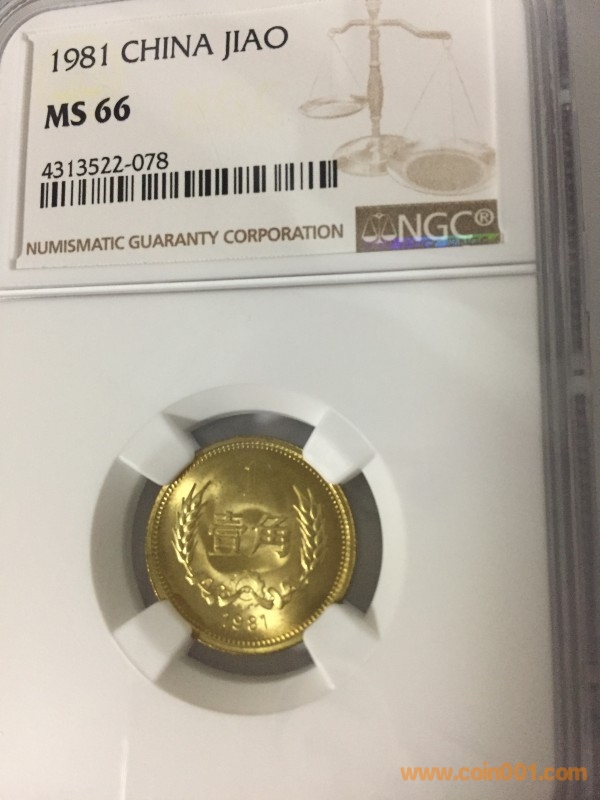 1981 CHINA JIAO
MS 66
4313522-078
NUMISMATIC GUARANTY CORPORATION
NGC®
1
壹角
1981
www.coin001.com